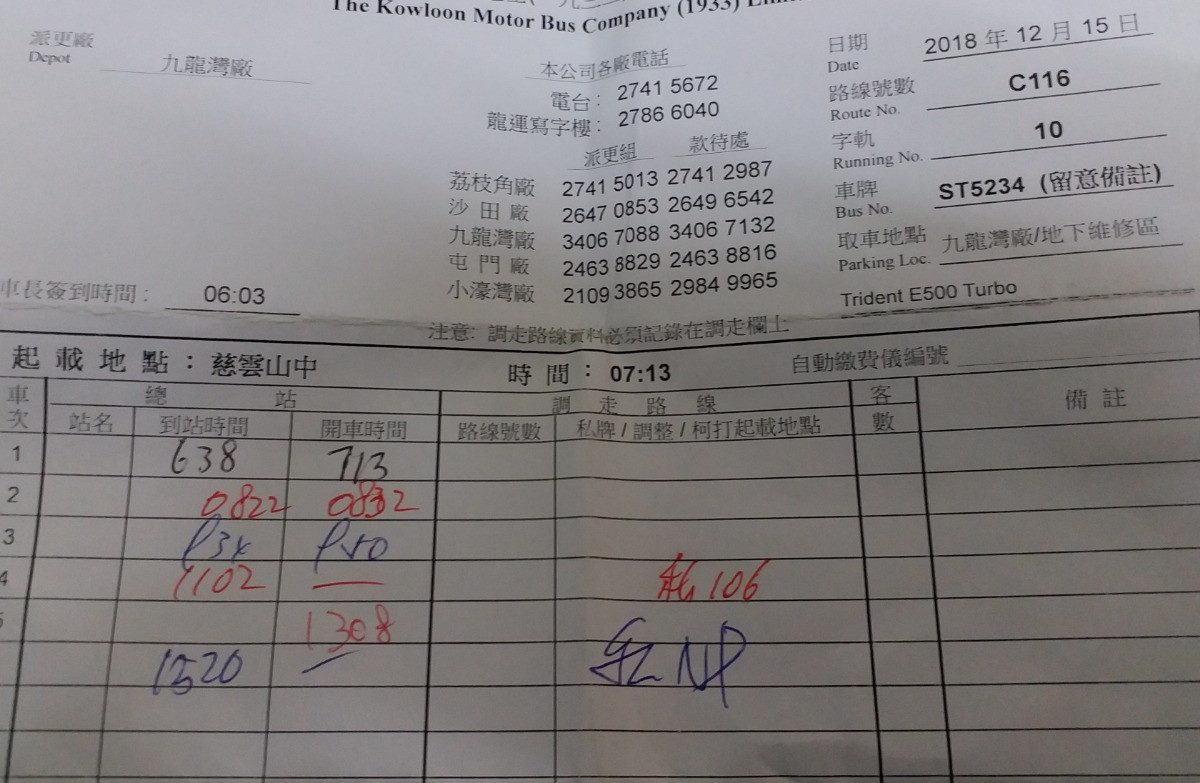 The Kowloon Motor Bus Company (1933)
派更廠
Depot
九龍灣廠
本公司各廠電話
電台: 2741 5672
龍運寫字樓: 2786 6040
派更組 款待處
荔枝角廠 2741 5013 2741 2987
沙田廠 2647 0853 2649 6542
九龍灣廠 3406 7088 3406 7132
屯門廠 2463 8829 2463 8816
小濠灣廠 2109 3865 2984 9965
日期 2018 年 12 月 15 日
Date
路線號數 C116
Route No.
字軌 10
Running No.
車牌 ST5234 (留意備註)
Bus No.
取車地點 九龍灣廠/地下維修區
Parking Loc.
Trident E500 Turbo
車長簽到時間: 06:03
注意: 調走路線資料必須記錄在調走欄上
起載地點:慈雲山中 時間: 07:13 自動繳費儀編號
車次 總站 調走路線 客數 備註
站名 到站時間 開車時間 路線號數 私牌/調整/柯打起載地點
1 638 713
2 0822 0832
3
4 1102 — 私 106
5 1308
1520 —